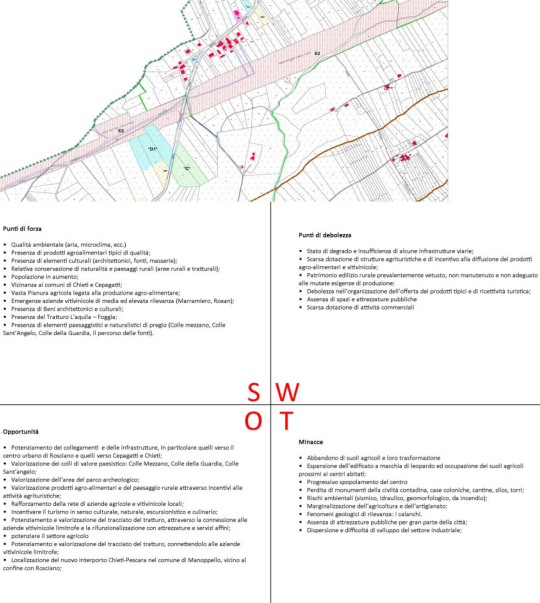 E2
E2
"D1"
"C"
Punti di forza
• Qualità ambientale (aria, microclima, ecc.)
• Presenza di prodotti agroalimentari tipici di qualità;
• Presenza di elementi culturali (architettonici, fonti, masserie);
• Relativa conservazione di naturalità e paesaggi rurali (aree rurali e tratturali);
• Popolazione in aumento;
• Vicinanza ai comuni di Chieti e Cepagatti;
• Vasta Pianura agricola legata alla produzione agro-alimentare;
• Emergenze aziende vitivinicole di media ed elevata rilevanza (Marramiero, Roxan);
• Presenza di Beni architettonici e culturali;
• Presenza del Tratturo L'aquila – Foggia;
• Presenza di elementi paesaggistici e naturalistici di pregio (Colle mezzano, Colle
Sant'Angelo, Colle della Guardia, il percorso delle fonti).
Punti di debolezza
• Stato di degrado e insufficienza di alcune infrastrutture viarie;
• Scarsa dotazione di strutture agrituristiche e di incentivo alla diffusione dei prodotti
agro-alimentari e vitivinicole;
• Patrimonio edilizio rurale prevalentemente vetusto, non manutenuto e non adeguato
alle mutate esigenze di produzione;
• Debolezza nell'organizzazione dell'offerta dei prodotti tipici e di ricettività turistica;
• Assenza di spazi e attrezzature pubbliche
• Scarsa dotazione di attività commerciali
S W
O T
Opportunità
• Potenziamento dei collegamenti e delle infrastrutture, in particolare quelli verso il
centro urbano di Rosciano e quelli verso Cepagatti e Chieti;
• Valorizzazione dei colli di valore paesistico: Colle Mezzano, Colle della Guardia, Colle
Sant'angelo;
• Valorizzazione dell'area del parco archeologico;
• Valorizzazione prodotti agro-alimentari e del paesaggio rurale attraverso incentivi alle
attività agrituristiche;
• Rafforzamento della rete di aziende agricole e vitivinicole locali;
• Incentivare il turismo in senso culturale, naturale, escursionistico e culinario;
• Potenziamento e valorizzazione del tracciato del tratturo, attraverso la connessione alle
aziende vitivinicole limitrofe e la rifunzionalizzazione con attrezzature e servizi affini;
• potenziare il settore agricolo
• Potenziamento e valorizzazione del tracciato del tratturo, connettendolo alle aziende
vitivinicole limitrofe;
• Localizzazione del nuovo interporto Chieti-Pescara nel comune di Manoppello, vicino al
confine con Rosciano;
Minacce
• Abbandono di suoli agricoli e loro trasformazione
• Espansione dell'edificato a macchia di leopardo ed occupazione dei suoli agricoli
prossimi ai centri abitati;
• Progressivo spopolamento del centro
• Perdita di monumenti della civiltà contadina, case coloniche, cantine, silos, torri;
• Rischi ambientali (sismico, idraulico, geomorfologico, da incendio);
• Marginalizzazione dell'agricoltura e dell'artigianato;
• Fenomeni geologici di rilevanza: i calanchi.
• Assenza di attrezzature pubbliche per gran parte della città;
• Dispersione e difficoltà di sviluppo del settore industriale;